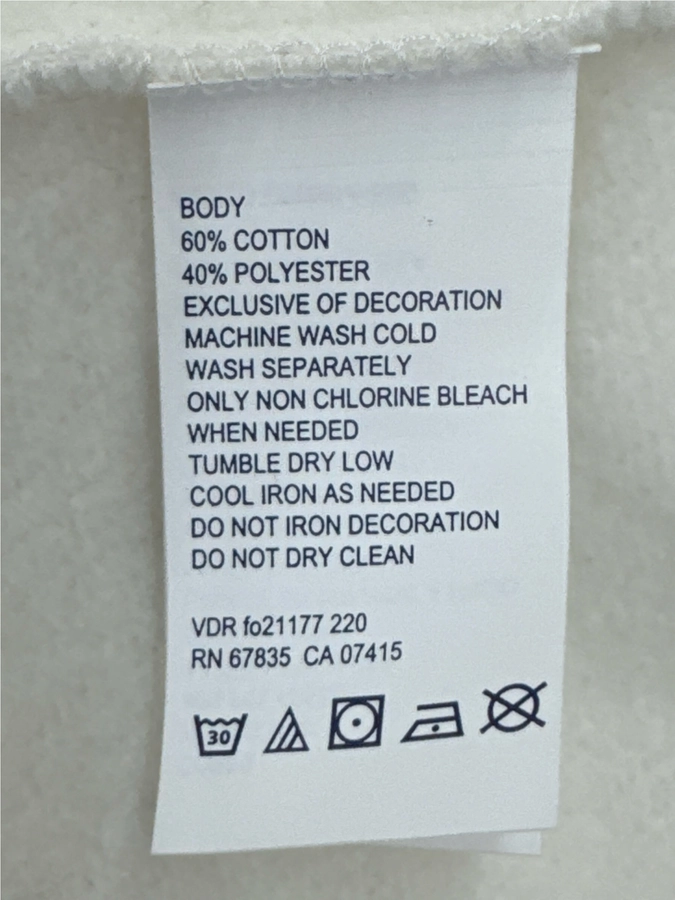 BODY
60% COTTON
40% POLYESTER
EXCLUSIVE OF DECORATION
MACHINE WASH COLD
WASH SEPARATELY
ONLY NON CHLORINE BLEACH
WHEN NEEDED
TUMBLE DRY LOW
COOL IRON AS NEEDED
DO NOT IRON DECORATION
DO NOT DRY CLEAN
VDR fo21177 220
RN 67835 CA 07415
30